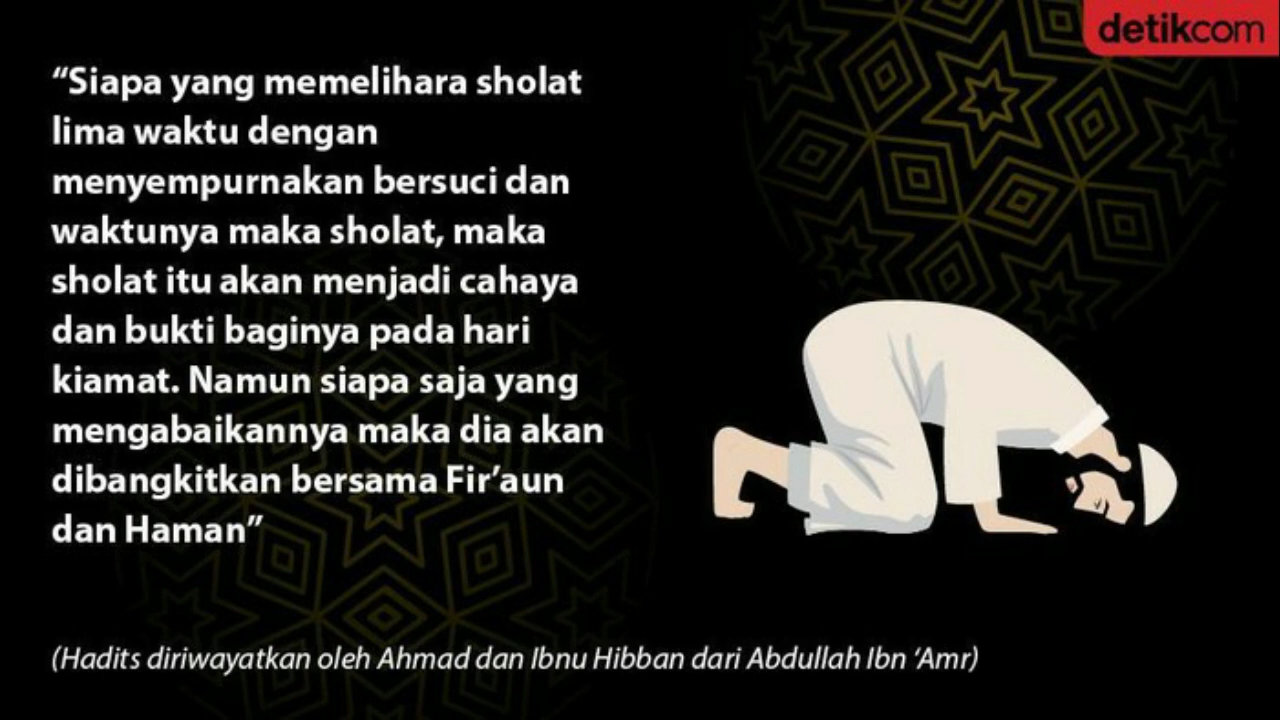 detikcom
“Siapa yang memelihara sholat
lima waktu dengan
menyempurnakan bersuci dan
waktunya maka sholat, maka
sholat itu akan menjadi cahaya
dan bukti baginya pada hari
kiamat. Namun siapa saja yang
mengabaikannya maka dia akan
dibangkitkan bersama Fir’aun
dan Haman”
(Hadits diriwayatkan oleh Ahmad dan Ibnu Hibban dari Abdullah Ibn ‘Amr)